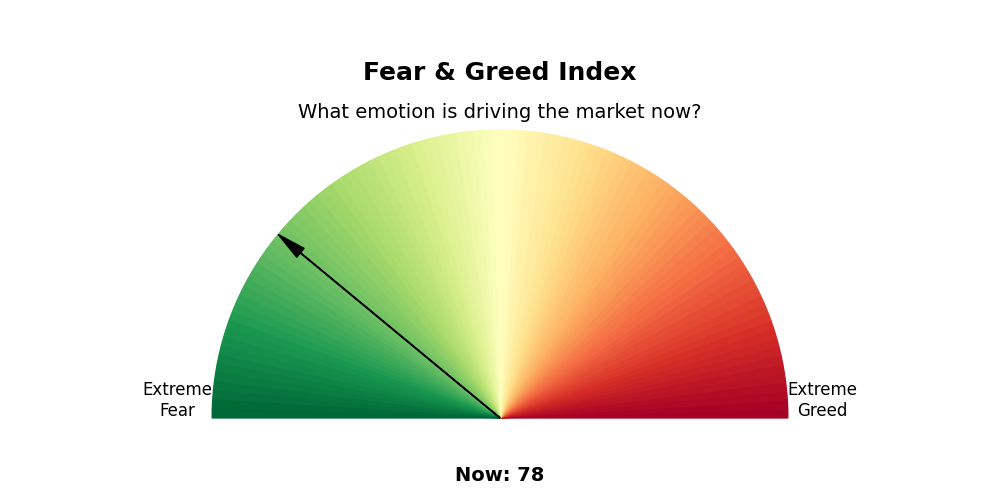 Fear & Greed Index
What emotion is driving the market now?
Extreme
Fear
Extreme
Greed
Now: 78